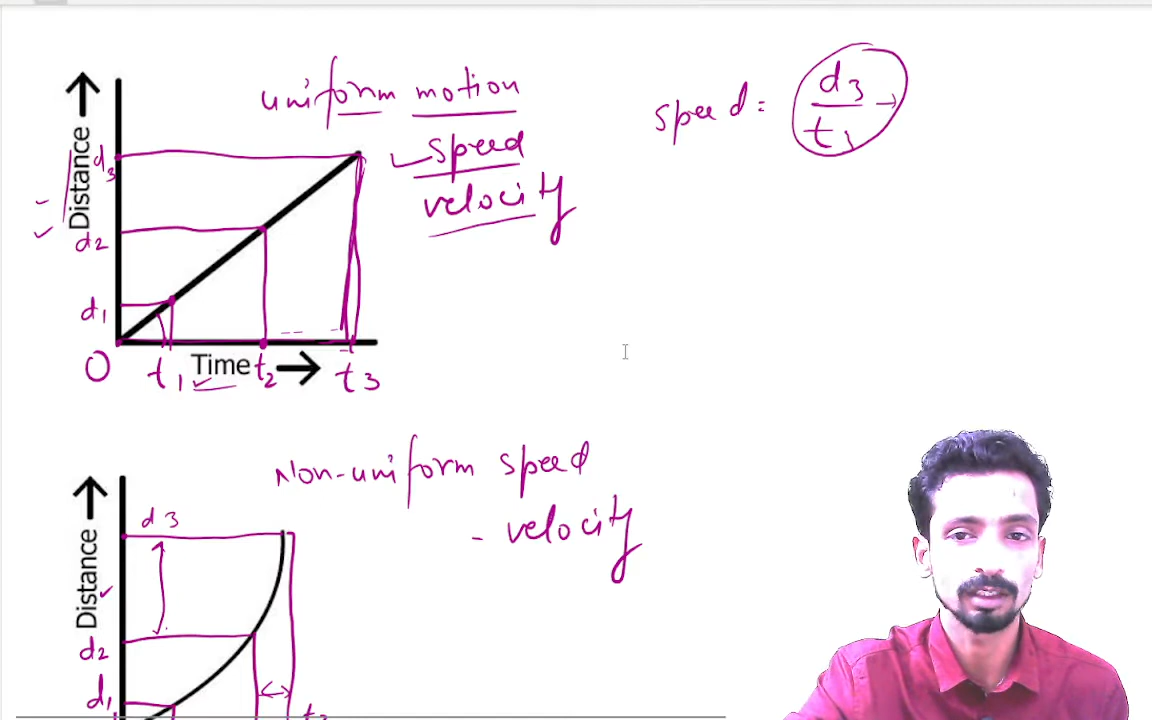 uniform motion
speed
velocity
speed = d3
t3
Distance
d3
d2
d1
O
t1
Time
t2
t3
Non-uniform speed
- velocity
Distance
d3
d2
d1